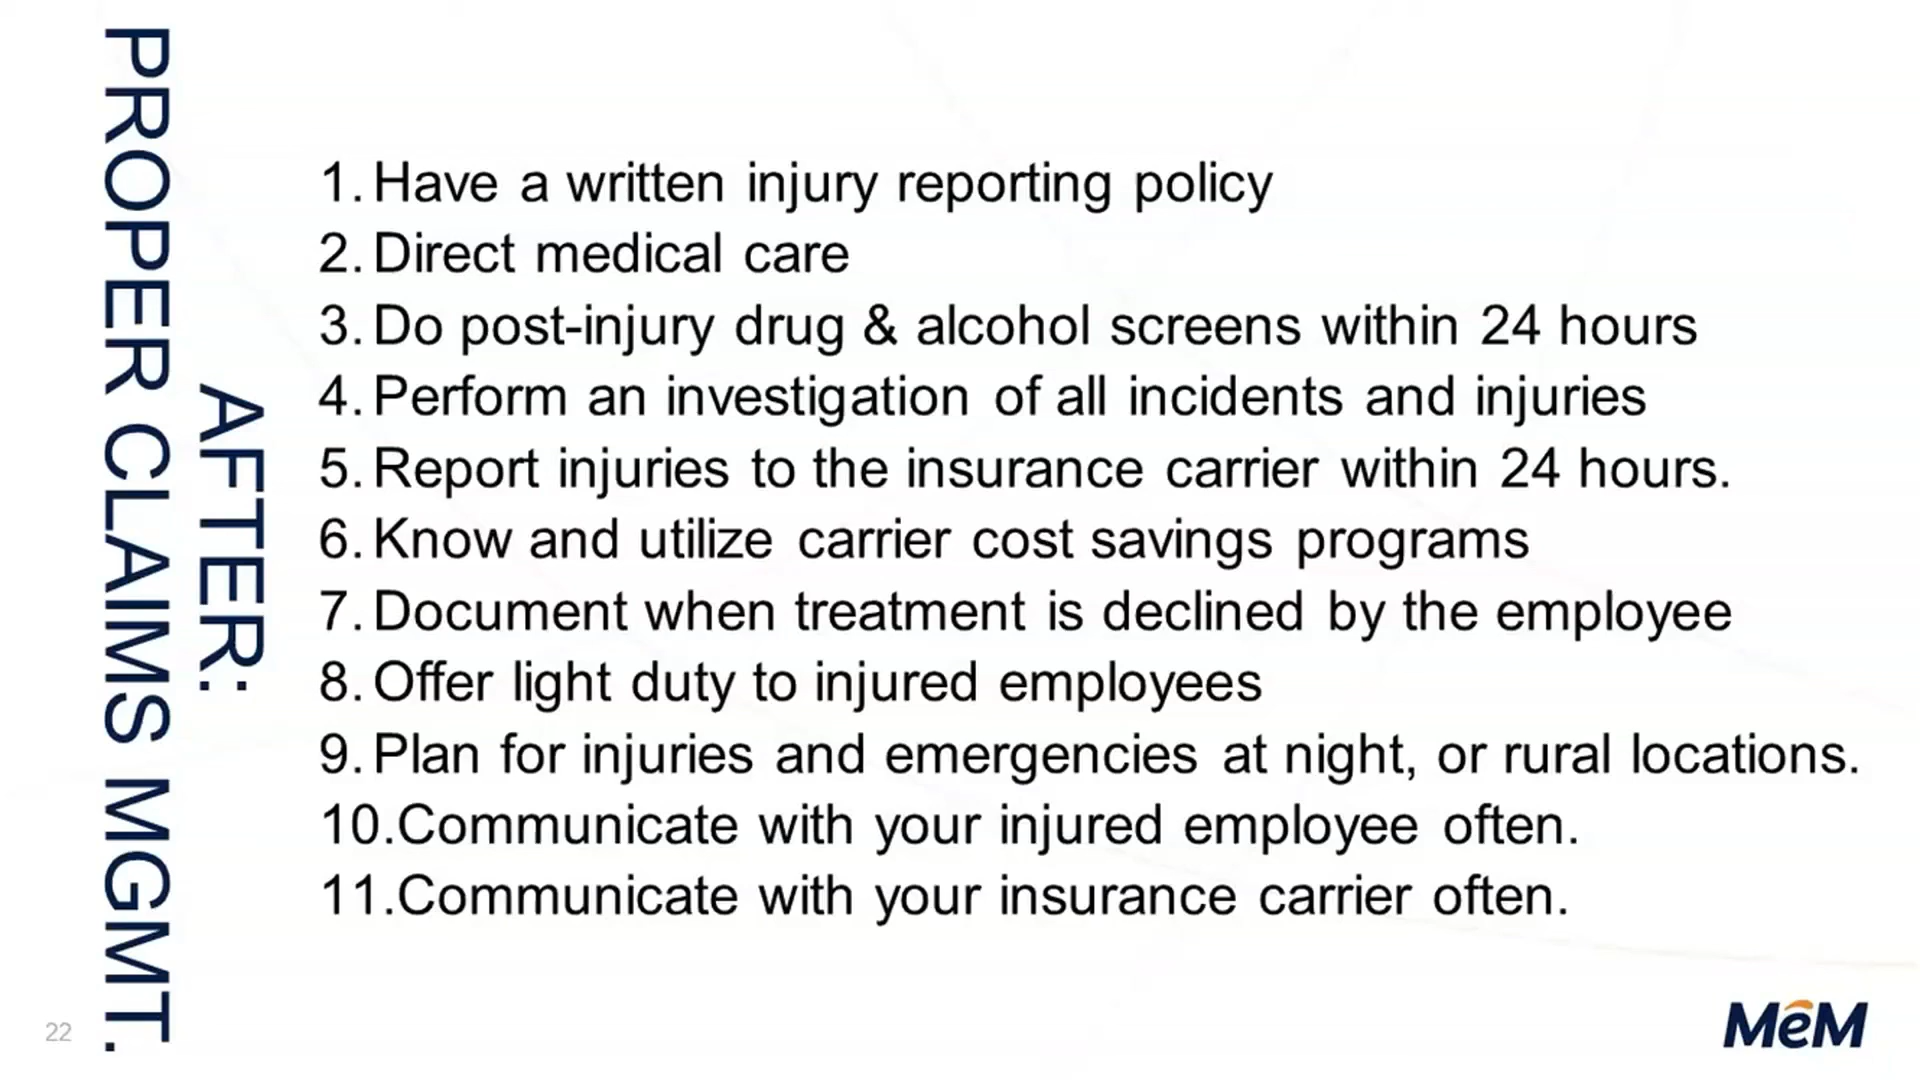 AFTER:
PROPER CLAIMS MGMT.
1. Have a written injury reporting policy
2. Direct medical care
3. Do post-injury drug & alcohol screens within 24 hours
4. Perform an investigation of all incidents and injuries
5. Report injuries to the insurance carrier within 24 hours.
6. Know and utilize carrier cost savings programs
7. Document when treatment is declined by the employee
8. Offer light duty to injured employees
9. Plan for injuries and emergencies at night, or rural locations.
10.Communicate with your injured employee often.
11.Communicate with your insurance carrier often.
22
MeM